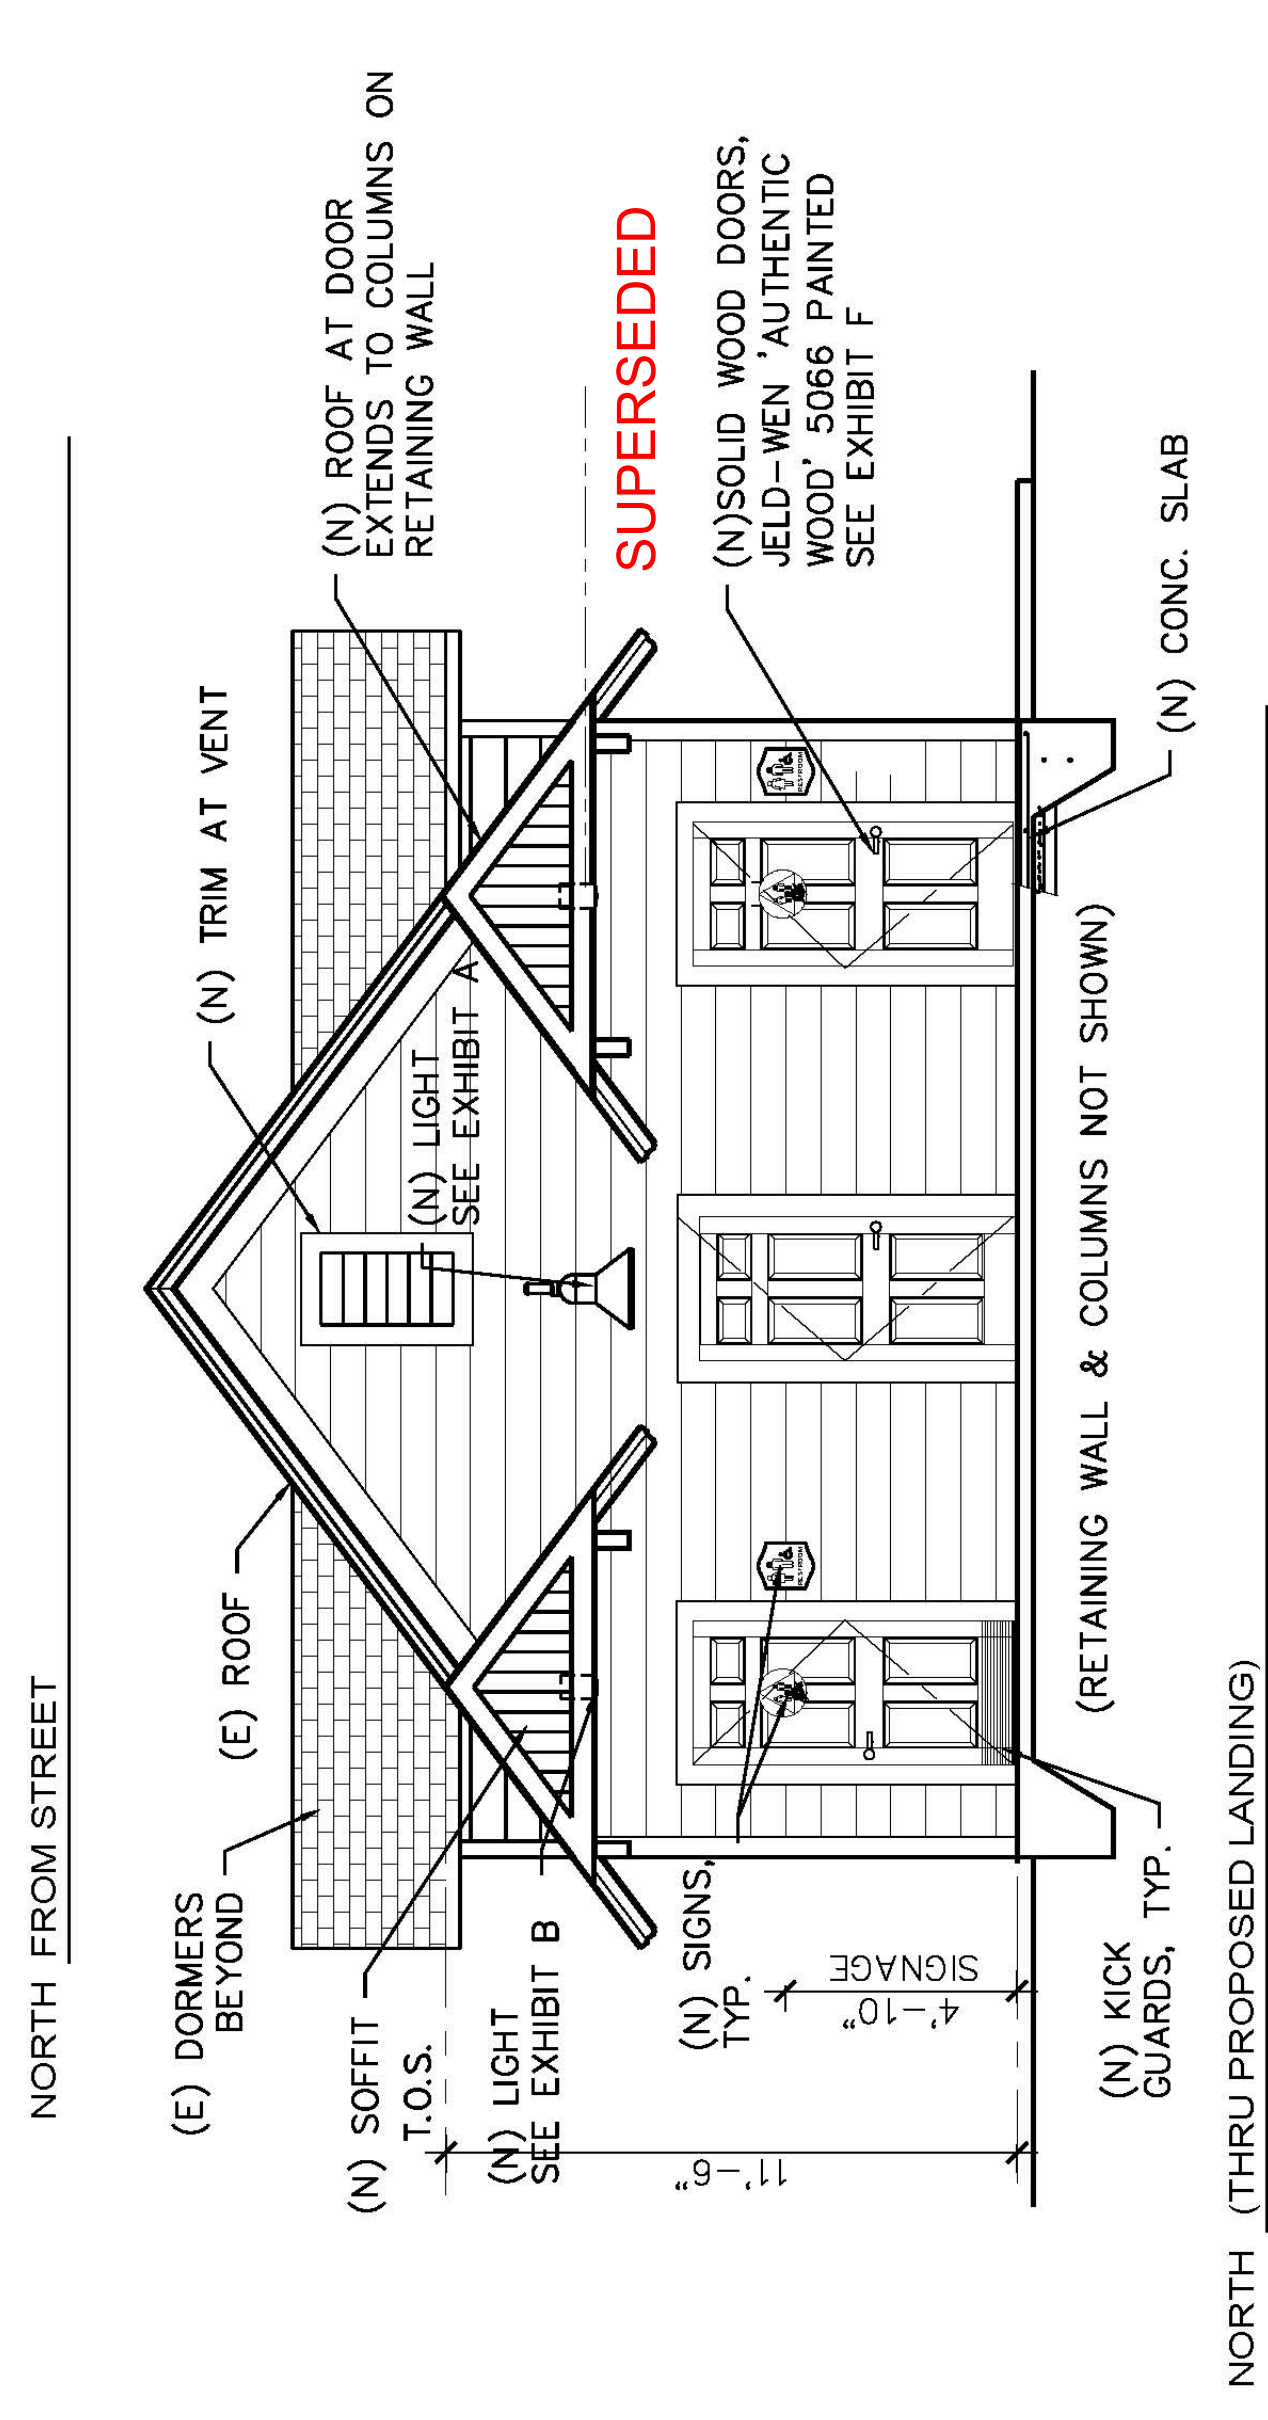 NORTH FROM STREET
(E) DORMERS
BEYOND
(E) ROOF
(N) TRIM AT VENT
(N) ROOF AT DOOR
EXTENDS TO COLUMNS ON
RETAINING WALL
(N) SOFFIT
T.O.S.
(N) LIGHT
SEE EXHIBIT A
(N) LIGHT
SEE EXHIBIT B
SUPERSEDED
(N) SIGNS,
TYP.
(N)SOLID WOOD DOORS,
JELD-WEN 'AUTHENTIC
WOOD' 5066 PAINTED
SEE EXHIBIT F
RESTROOM
RESTROOM
11'-6"
4'-10"
SIGNAGE
(N) KICK
GUARDS, TYP.
(RETAINING WALL & COLUMNS NOT SHOWN)
(N) CONC. SLAB
NORTH (THRU PROPOSED LANDING)